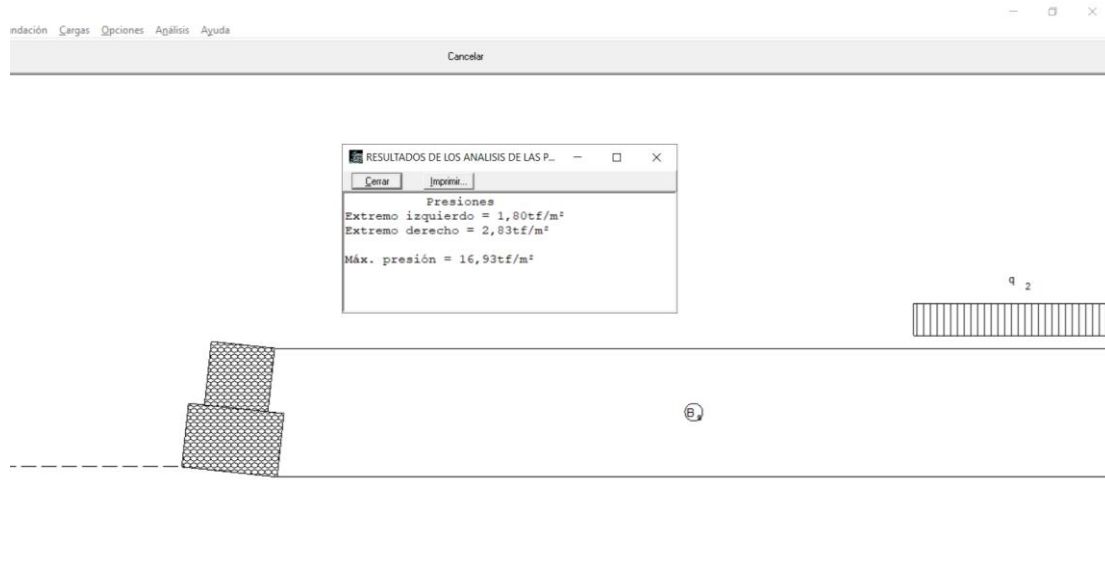 ndación Cargas Opciones Análisis Ayuda
Cancelar
RESULTADOS DE LOS ANALISIS DE LAS P...
Cerrar Imprimir...
Presiones
Extremo izquierdo = 1,80tf/m²
Extremo derecho = 2,83tf/m²
Máx. presión = 16,93tf/m²
q 2
B